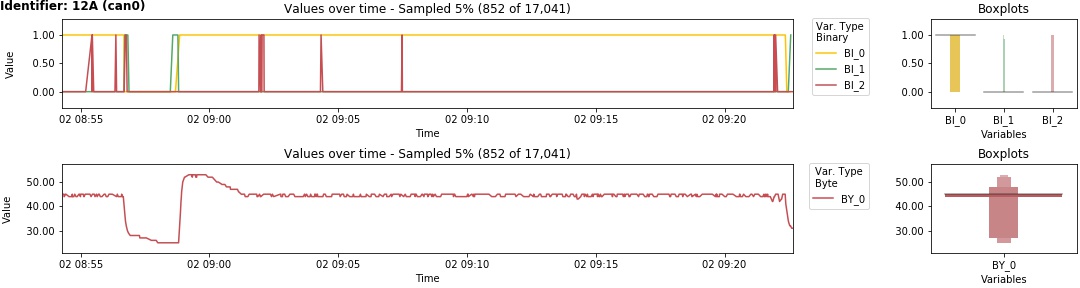 Identifier: 12A (can0)
Values over time - Sampled 5% (852 of 17,041)
Value
1.00
0.50
0.00
02 08:55 02 09:00 02 09:05 02 09:10 02 09:15 02 09:20
Time
Var. Type
Binary
BI_0
BI_1
BI_2
Boxplots
1.00
0.50
0.00
BI_0 BI_1 BI_2
Variables
Values over time - Sampled 5% (852 of 17,041)
Value
50.00
40.00
30.00
02 08:55 02 09:00 02 09:05 02 09:10 02 09:15 02 09:20
Time
Var. Type
Byte
BY_0
Boxplots
50.00
40.00
30.00
BY_0
Variables